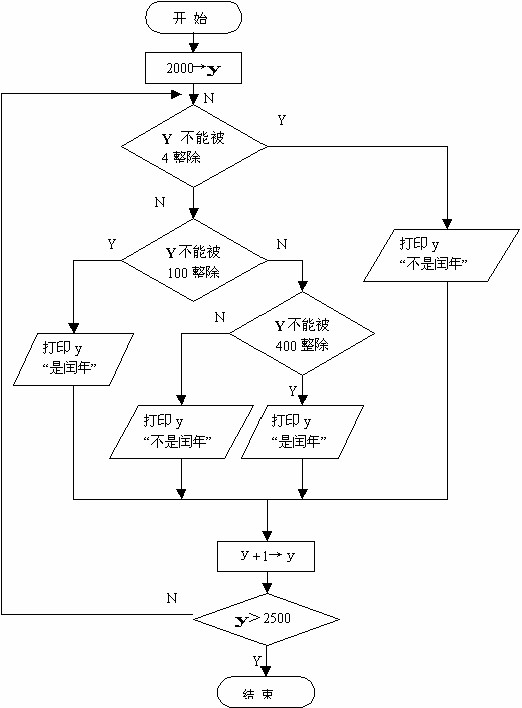 开 始
2000→y
N
Y 不能被
4 整除
Y
N
Y 不能被
100 整除
Y
N
打印 y
“不是闰年”
Y 不能被
400 整除
N
Y
打印 y
“是闰年”
打印 y
“不是闰年”
打印 y
“是闰年”
y +1→ y
y > 2500
N
Y
结 束